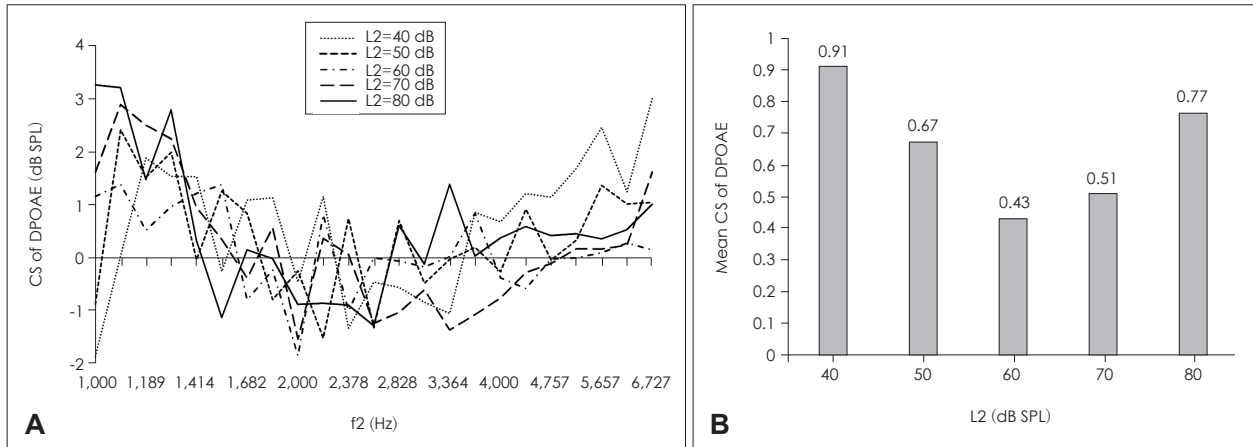 L2=40 dB
L2=50 dB
L2=60 dB
L2=70 dB
L2=80 dB
CS of DPOAE (dB SPL)
4
3
2
1
0
-1
-2
1,000 1,189 1,414 1,682 2,000 2,378 2,828 3,364 4,000 4,757 5,657 6,727
f2 (Hz)
A
Mean CS of DPOAE
1
0.9
0.8
0.7
0.6
0.5
0.4
0.3
0.2
0.1
0
0.91
0.67
0.43
0.51
0.77
40 50 60 70 80
L2 (dB SPL)
B